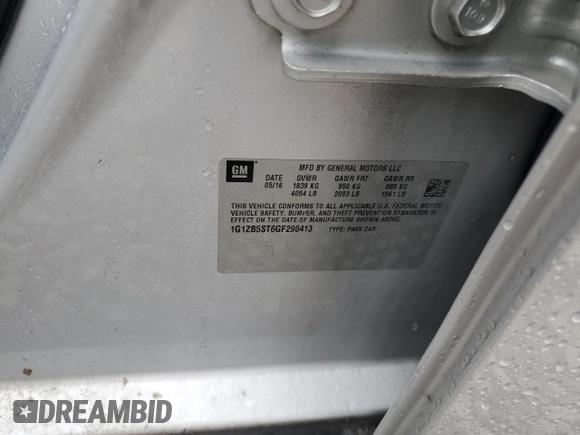 109
GM
MFD BY GENERAL MOTORS LLC
DATE GVWR GAWR FRT GAWR RR
05/16 1839 KG 950 KG 889 KG
4054 LB 2093 LB 1961 LB
THIS VEHICLE CONFORMS TO ALL APPLICABLE U.S. FEDERAL MOTOR
VEHICLE SAFETY, BUMPER, AND THEFT PREVENTION STANDARDS IN
EFFECT ON THE DATE OF MANUFACTURE SHOWN ABOVE.
1G1ZB5ST6GF290413 TYPE: PASS CAR
DREAMBID